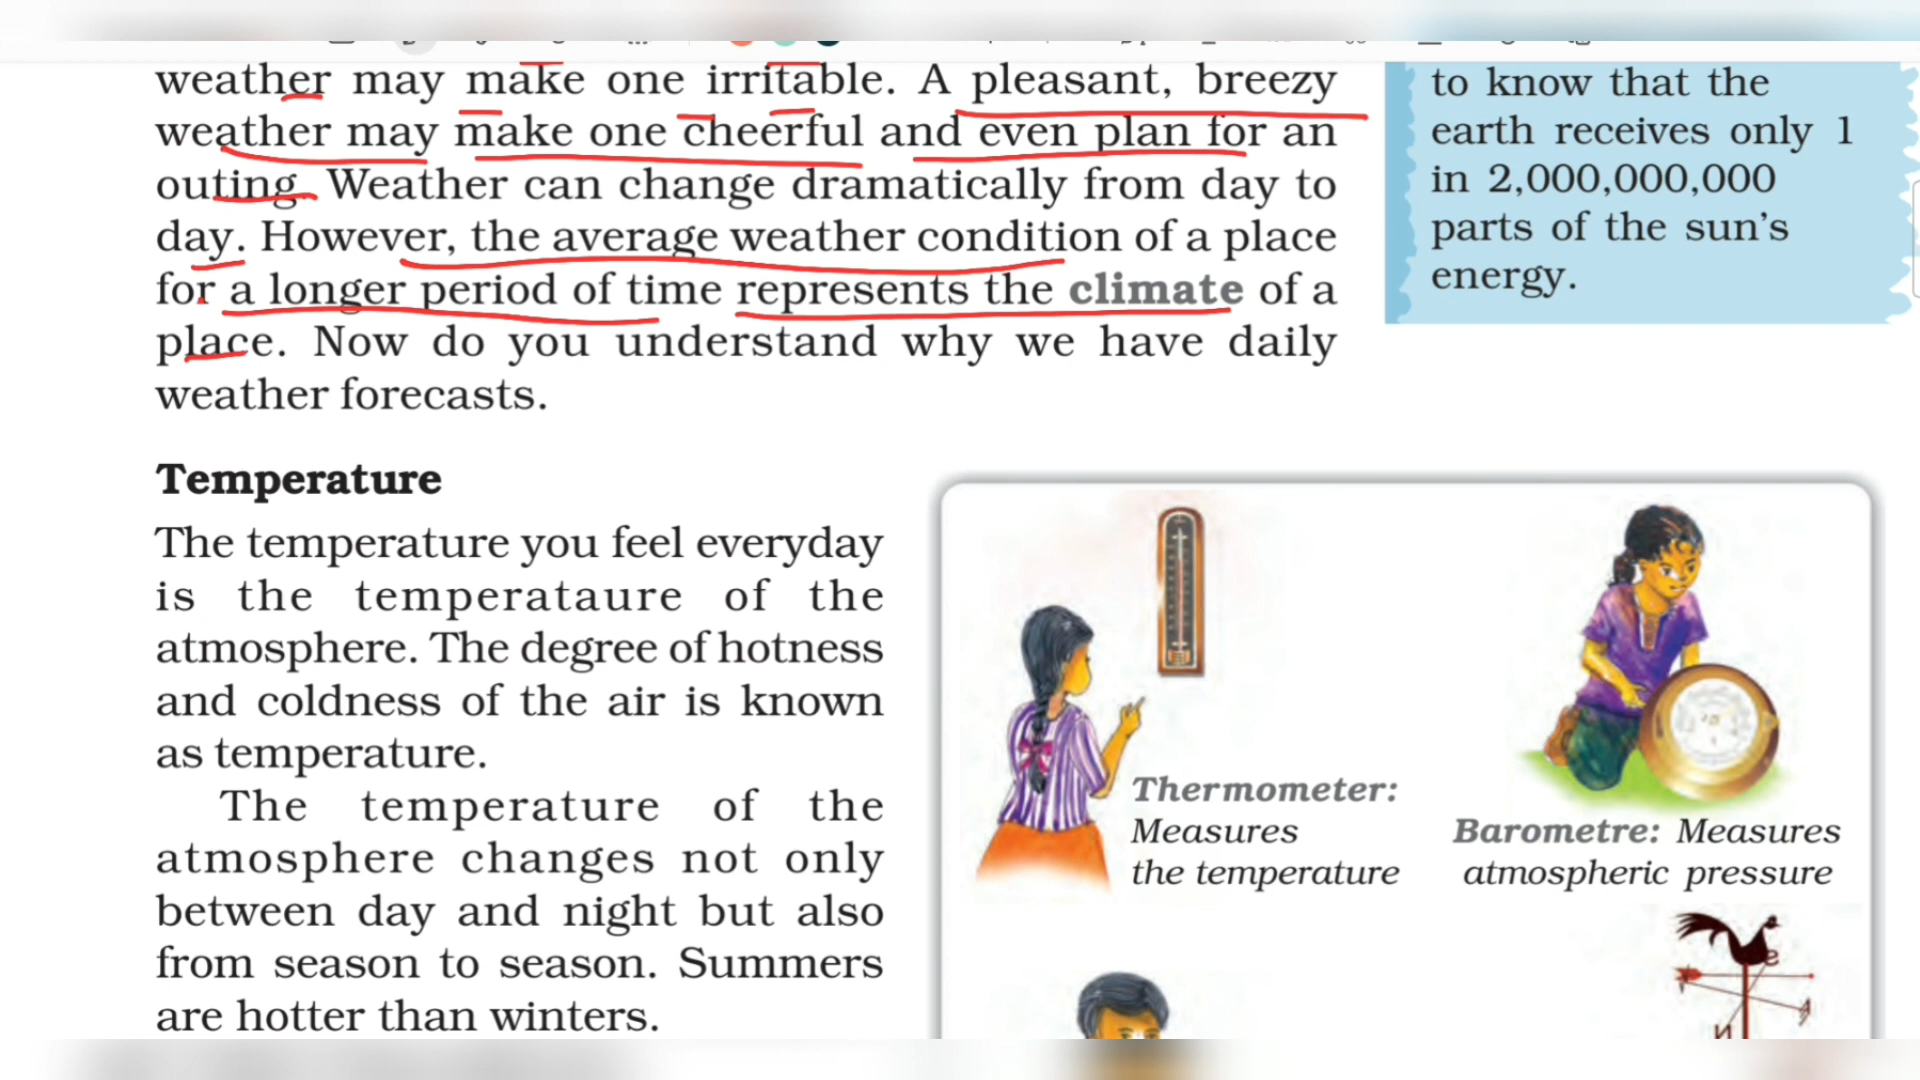 weather may make one irritable. A pleasant, breezy
weather may make one cheerful and even plan for an
outing. Weather can change dramatically from day to
day. However, the average weather condition of a place
for a longer period of time represents the climate of a
place. Now do you understand why we have daily
weather forecasts.
to know that the
earth receives only 1
in 2,000,000,000
parts of the sun's
energy.
Temperature
The temperature you feel everyday
is the temperataure of the
atmosphere. The degree of hotness
and coldness of the air is known
as temperature.
The temperature of the
atmosphere changes not only
between day and night but also
from season to season. Summers
are hotter than winters.
Thermometer:
Measures
the temperature
Barometre: Measures
atmospheric pressure
S
N